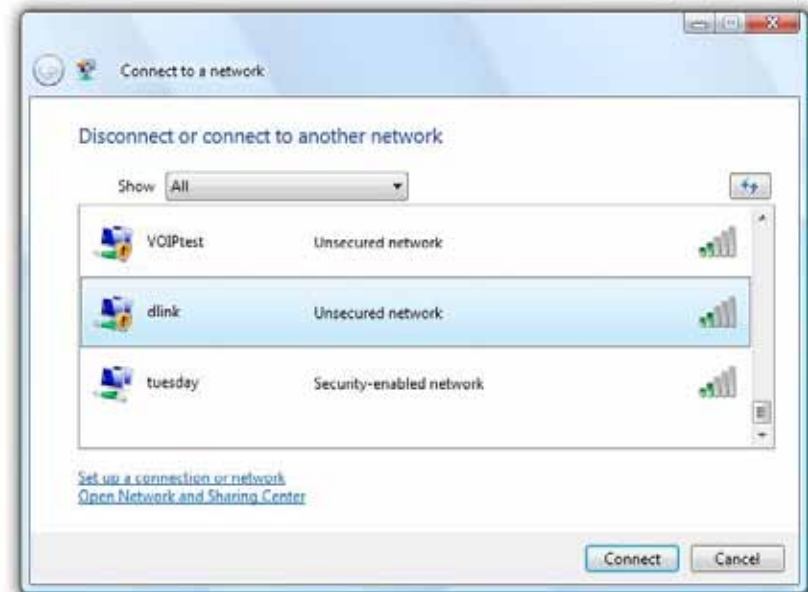 Connect to a network
Disconnect or connect to another network
Show All
VOIPtest Unsecured network
dlink Unsecured network
tuesday Security-enabled network
Set up a connection or network
Open Network and Sharing Center
Connect Cancel